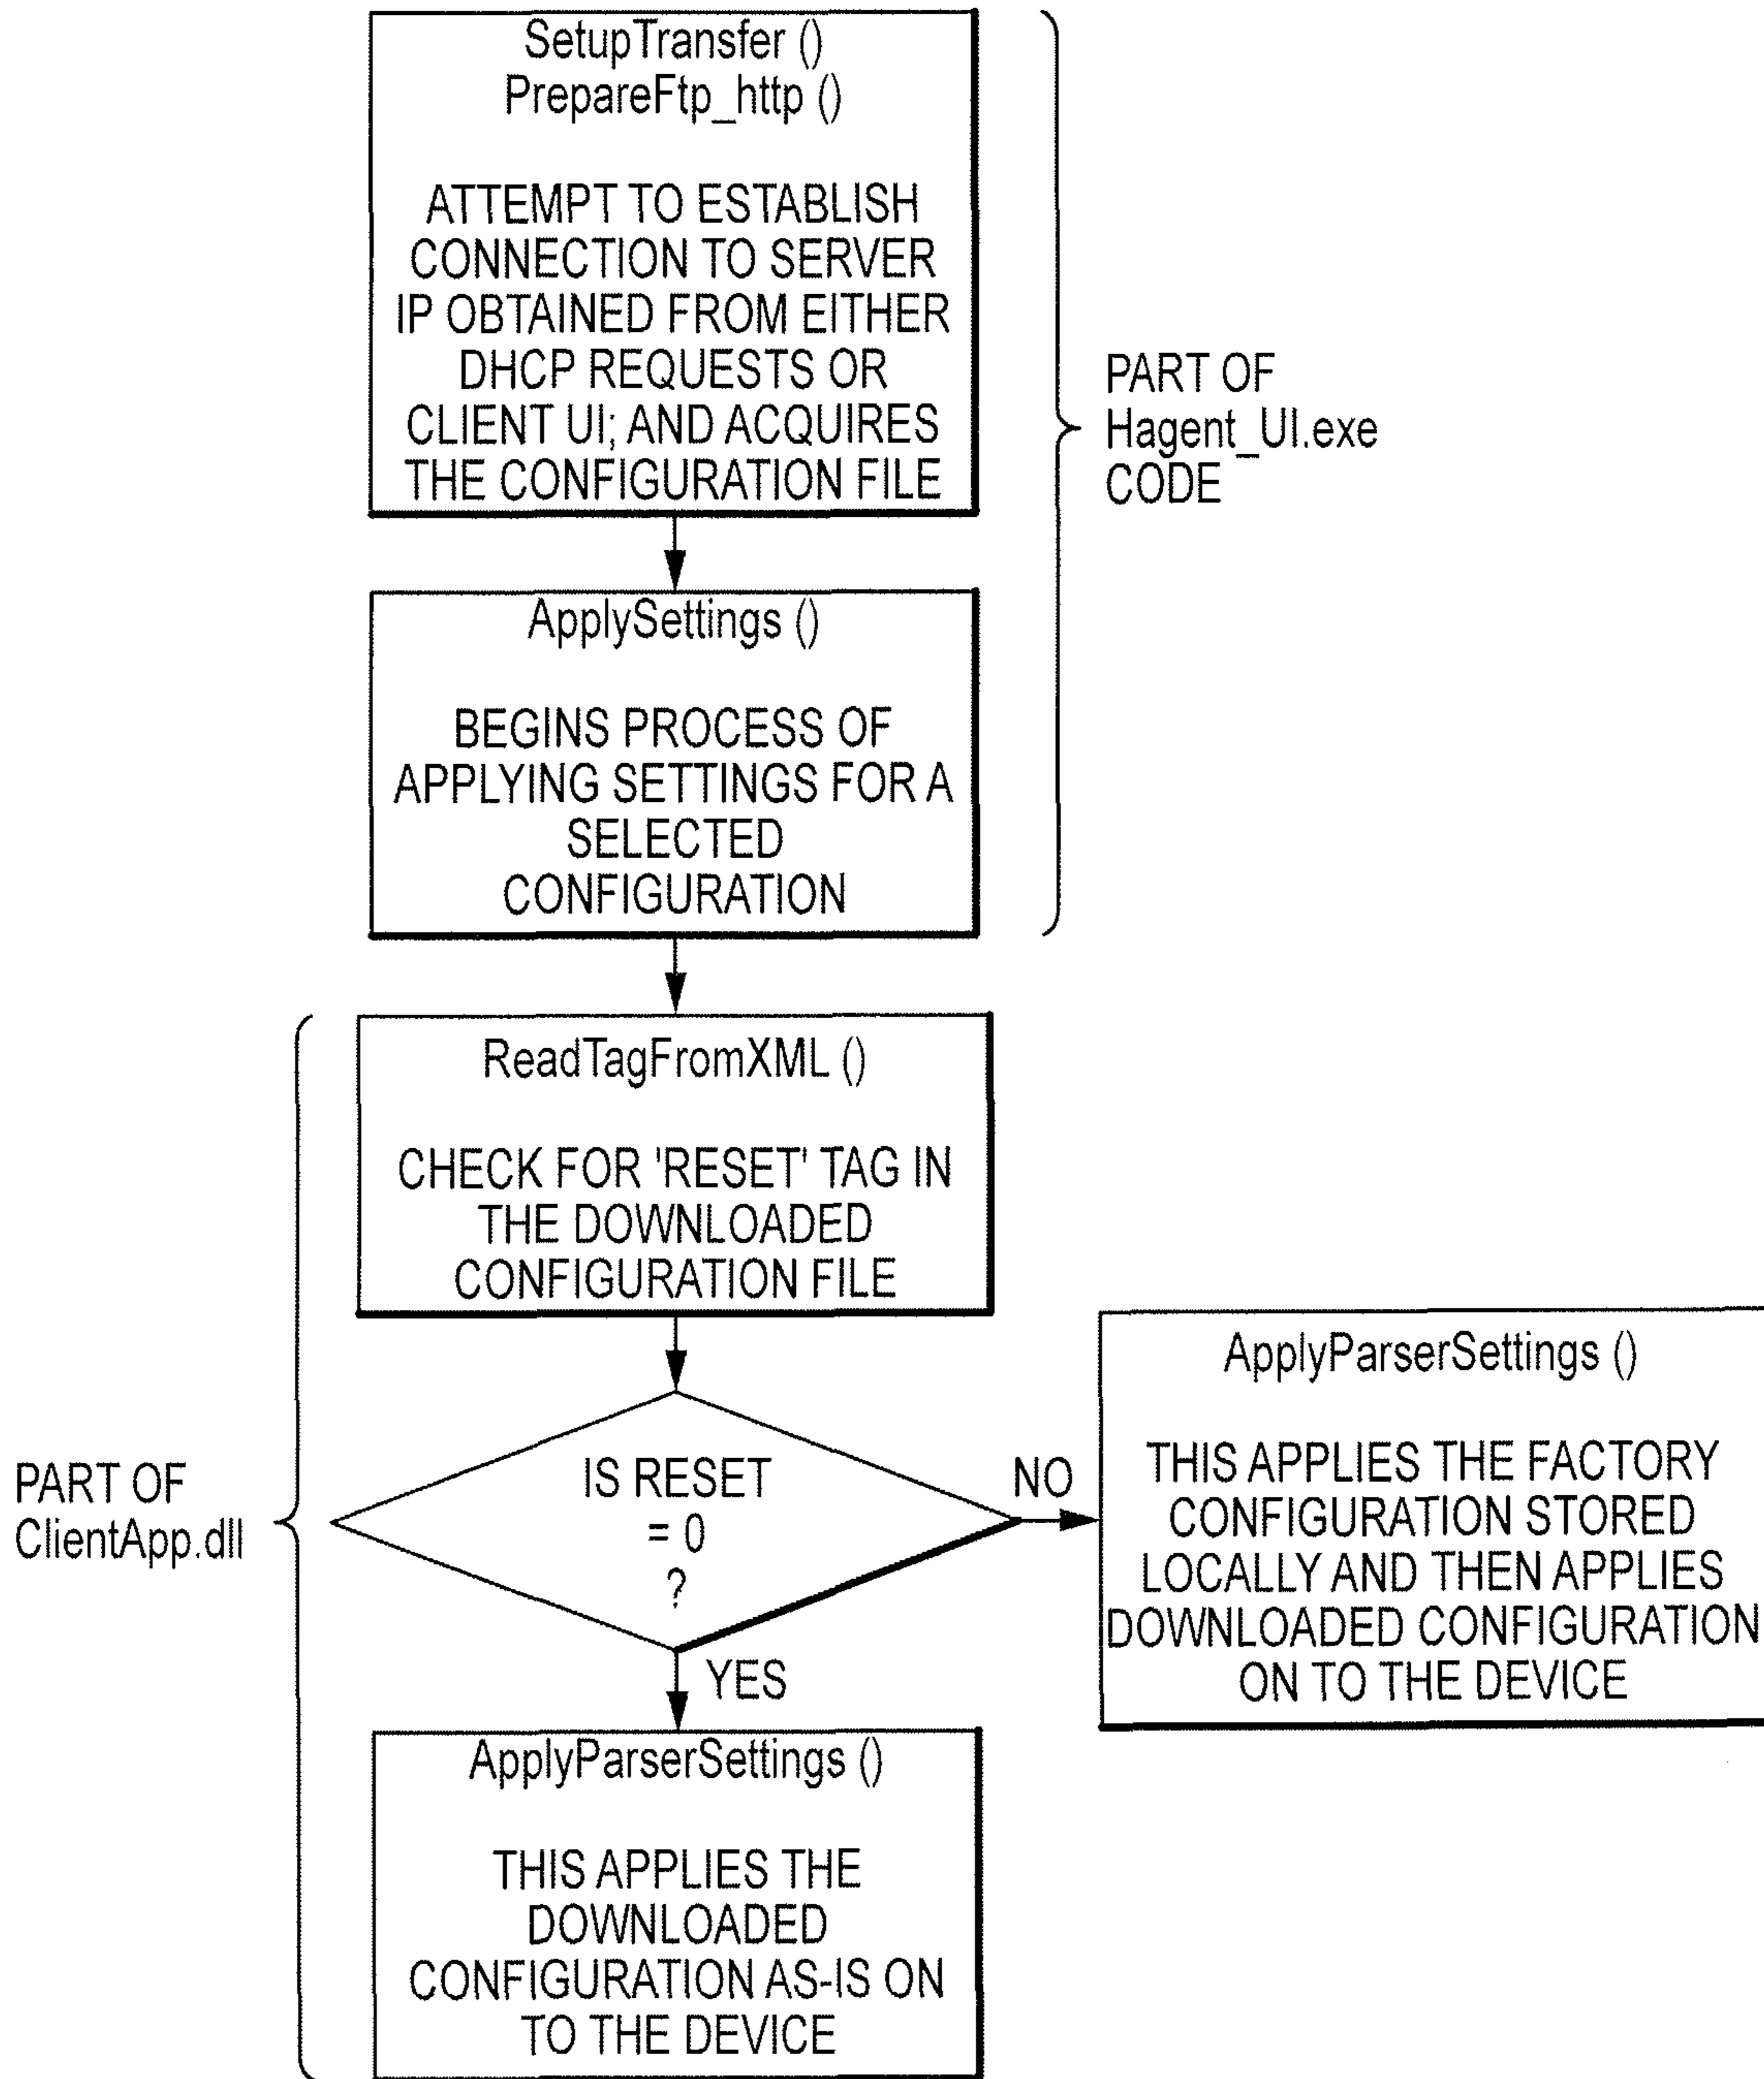 SetupTransfer ()
PrepareFtp_http ()
ATTEMPT TO ESTABLISH
CONNECTION TO SERVER
IP OBTAINED FROM EITHER
DHCP REQUESTS OR
CLIENT UI; AND ACQUIRES
THE CONFIGURATION FILE
PART OF
Hagent_UI.exe
CODE
ApplySettings ()
BEGINS PROCESS OF
APPLYING SETTINGS FOR A
SELECTED
CONFIGURATION
ReadTagFromXML ()
CHECK FOR 'RESET' TAG IN
THE DOWNLOADED
CONFIGURATION FILE
PART OF
ClientApp.dll
IS RESET
= 0
?
NO
ApplyParserSettings ()
THIS APPLIES THE FACTORY
CONFIGURATION STORED
LOCALLY AND THEN APPLIES
DOWNLOADED CONFIGURATION
ON TO THE DEVICE
YES
ApplyParserSettings ()
THIS APPLIES THE
DOWNLOADED
CONFIGURATION AS-IS ON
TO THE DEVICE